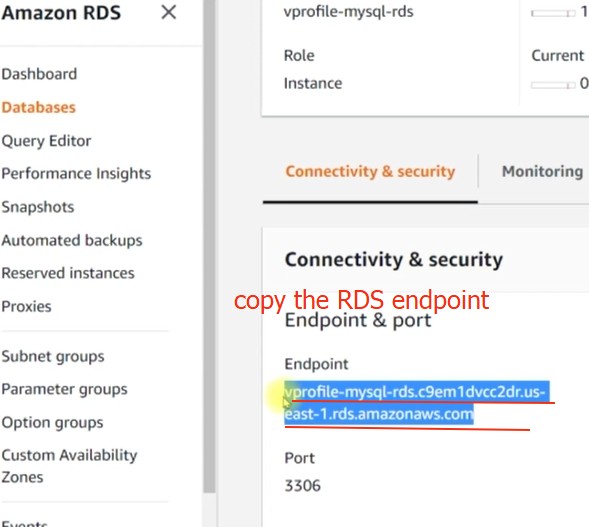 Amazon RDS
Dashboard
Databases
Query Editor
Performance Insights
Snapshots
Automated backups
Reserved instances
Proxies
Subnet groups
Parameter groups
Option groups
Custom Availability
Zones
Events
vprofile-mysql-rds
1
Role
Current
Instance
0
Connectivity & security
Monitoring
Connectivity & security
copy the RDS endpoint
Endpoint & port
Endpoint
vprofile-mysql-rds.c9em1dvcc2dr.us-
east-1.rds.amazonaws.com
Port
3306